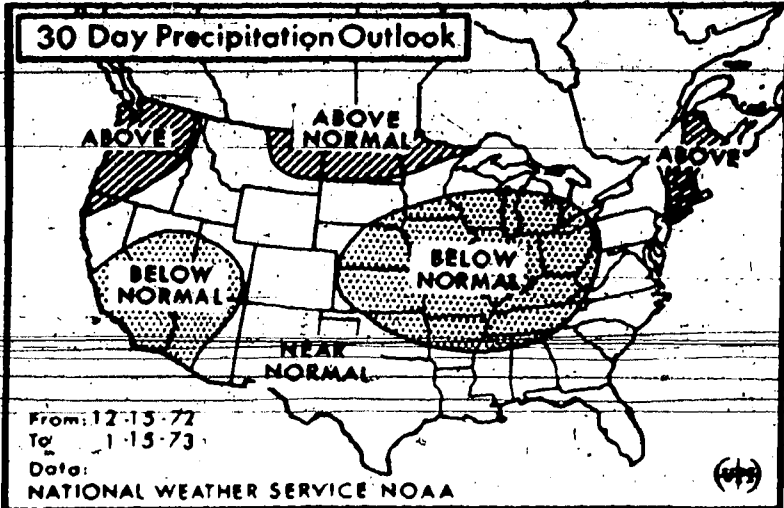 30 Day Precipitation Outlook
ABOVE
ABOVE
NORMAL
ABOVE
BELOW
NORMAL
BELOW
NORMAL
NEAR
NORMAL
From: 12-15-72
To 1-15-73
Data:
NATIONAL WEATHER SERVICE NOAA
UPI